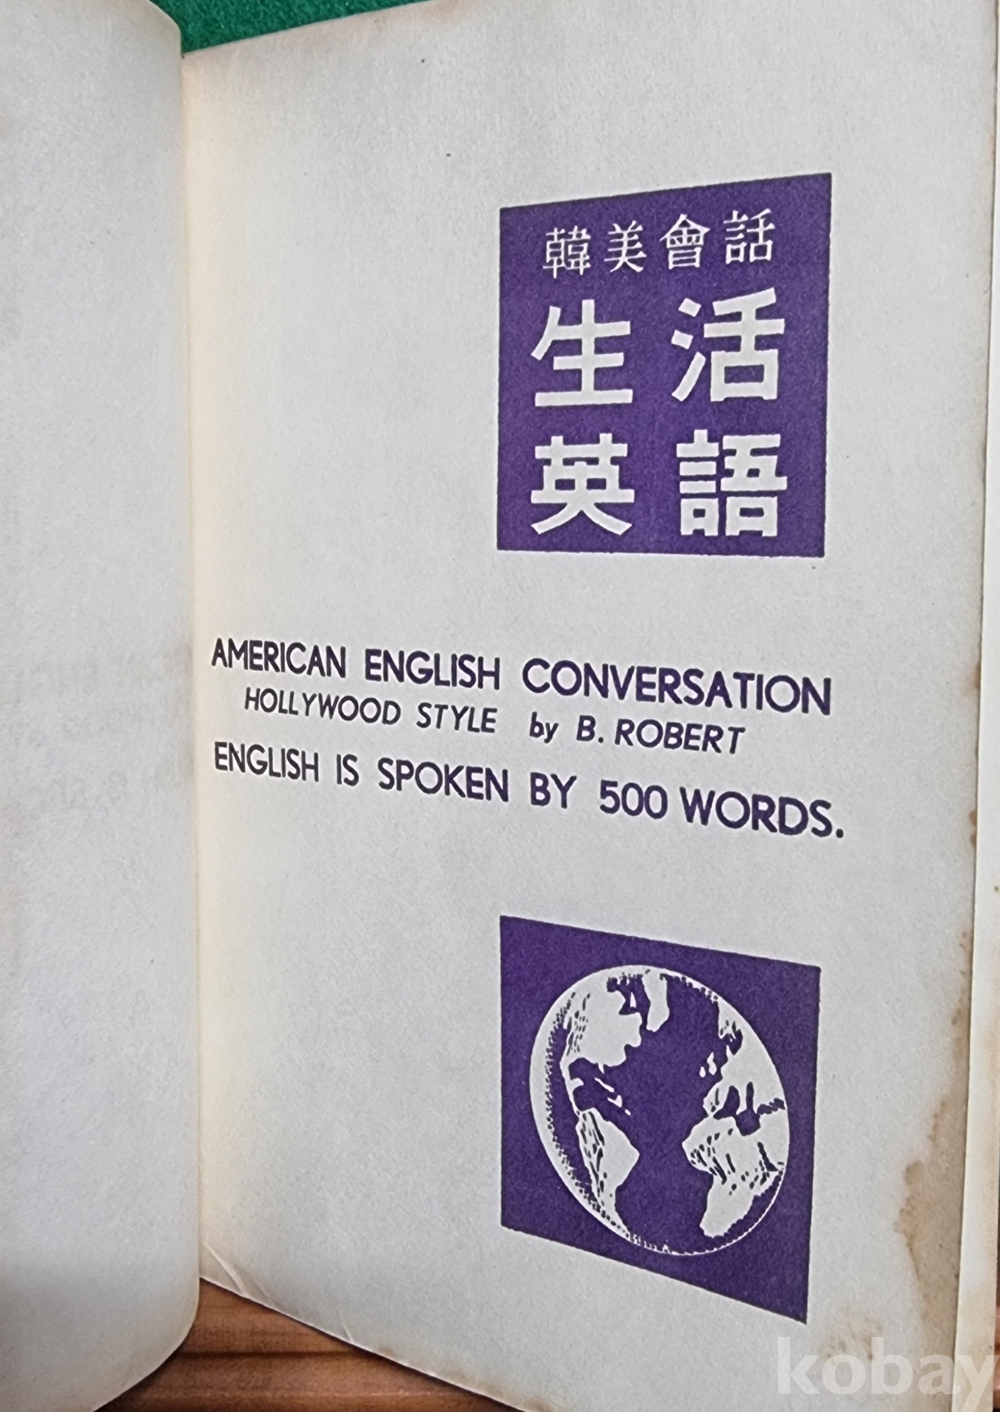 韓美會話
生活
英語
AMERICAN ENGLISH CONVERSATION
HOLLYWOOD STYLE by B. ROBERT
ENGLISH IS SPOKEN BY 500 WORDS.
kobay